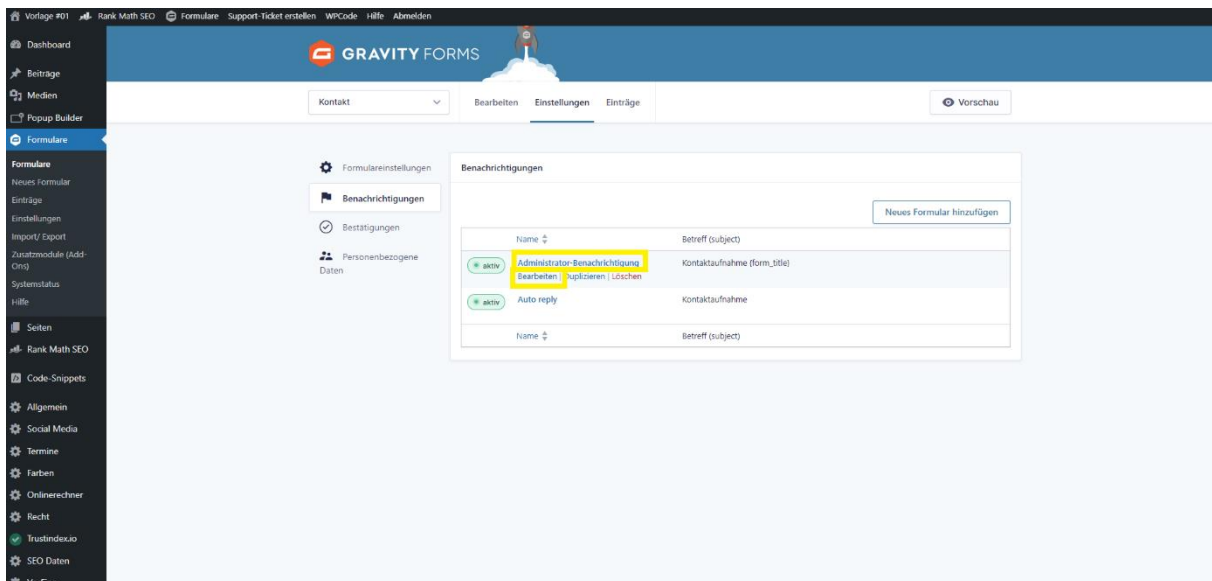 Vorlage #01 Rank Math SEO Formulare Support-Ticket erstellen WPCode Hilfe Abmelden
Dashboard
Beiträge
Medien
Popup Builder
Formulare
Formulare
Neues Formular
Einträge
Einstellungen
Import/ Export
Zusatzmodule (Add-
Ons)
Systemstatus
Hilfe
Seiten
Rank Math SEO
Code-Snippets
Allgemein
Social Media
Termine
Farben
Onlinerechner
Recht
Trustindex.io
SEO Daten
GRAVITY FORMS
Kontakt
Bearbeiten Einstellungen Einträge
Vorschau
Formulareinstellungen
Benachrichtigungen
Bestätigungen
Personenbezogene
Daten
Benachrichtigungen
Neues Formular hinzufügen
Name Betreff (subject)
aktiv Administrator-Benachrichtigung Kontaktaufnahme {form_title}
Bearbeiten | Duplizieren | Löschen
aktiv Auto reply Kontaktaufnahme
Name Betreff (subject)